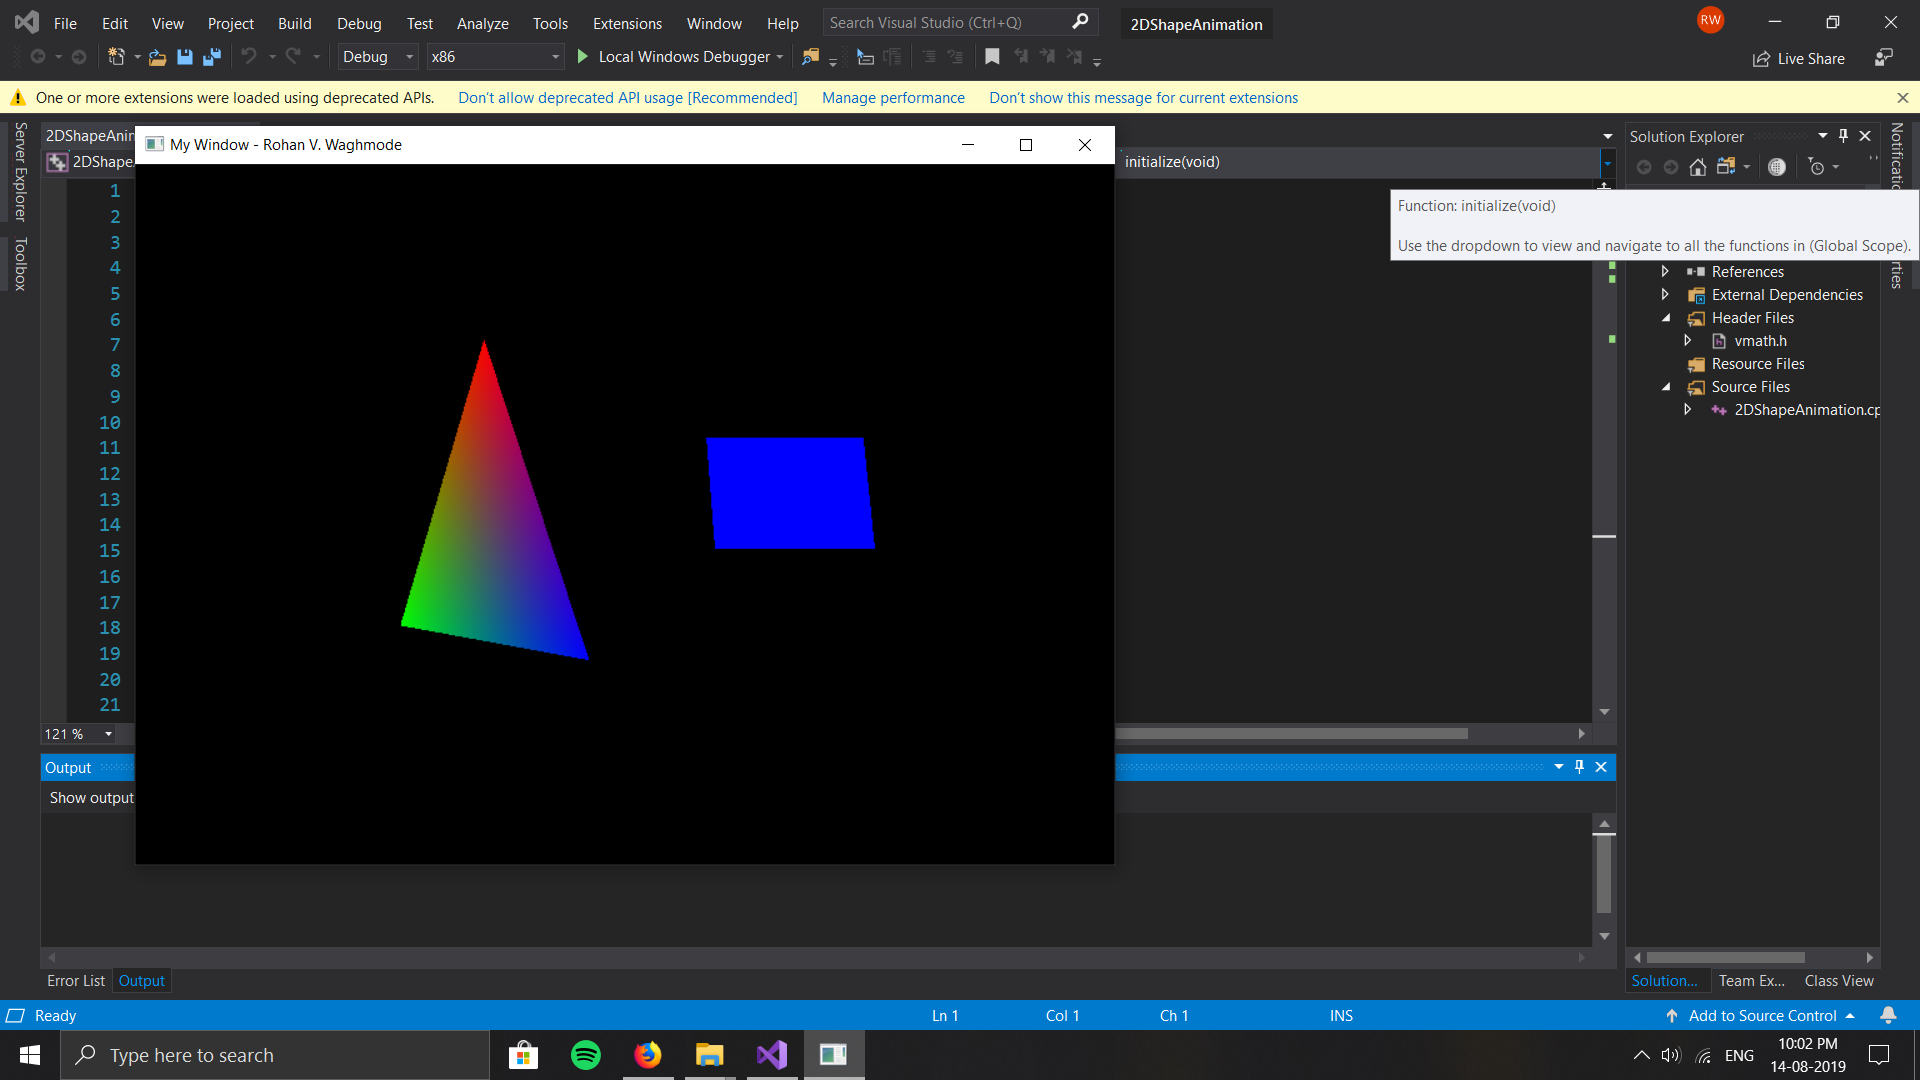 File Edit View Project Build Debug Test Analyze Tools Extensions Window Help Search Visual Studio (Ctrl+Q) 2DShapeAnimation RW
Debug x86 Local Windows Debugger Live Share
One or more extensions were loaded using deprecated APIs. Don't allow deprecated API usage [Recommended] Manage performance Don't show this message for current extensions
Server Explorer
Toolbox
2DShapeAnim
My Window - Rohan V. Waghmode
2DShape
initialize(void)
Solution Explorer
Function: initialize(void)
Use the dropdown to view and navigate to all the functions in (Global Scope).
References
External Dependencies
Header Files
vmath.h
Resource Files
Source Files
2DShapeAnimation.cp
Notificatic
rties
1
2
3
4
5
6
7
8
9
10
11
12
13
14
15
16
17
18
19
20
21
121 %
Output
Show output
Error List Output
Solution... Team Ex... Class View
Ready Ln 1 Col 1 Ch 1 INS Add to Source Control
Type here to search
ENG
10:02 PM
14-08-2019